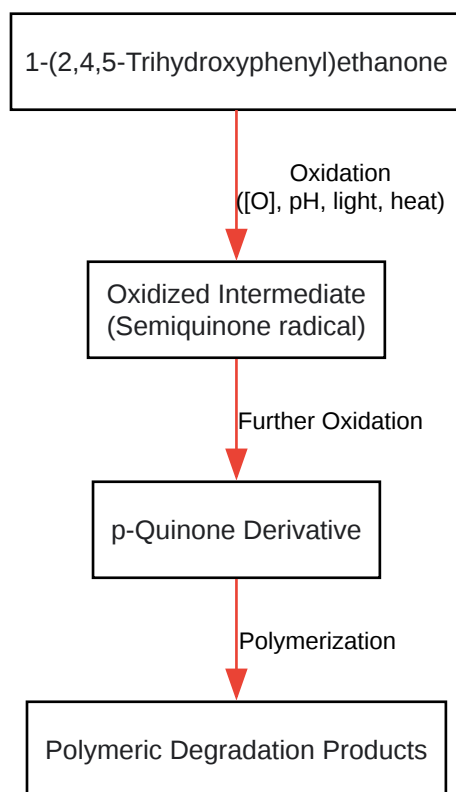 1-(2,4,5-Trihydroxyphenyl)ethanone
Oxidation
([O], pH, light, heat)
Oxidized Intermediate
(Semiquinone radical)
Further Oxidation
p-Quinone Derivative
Polymerization
Polymeric Degradation Products